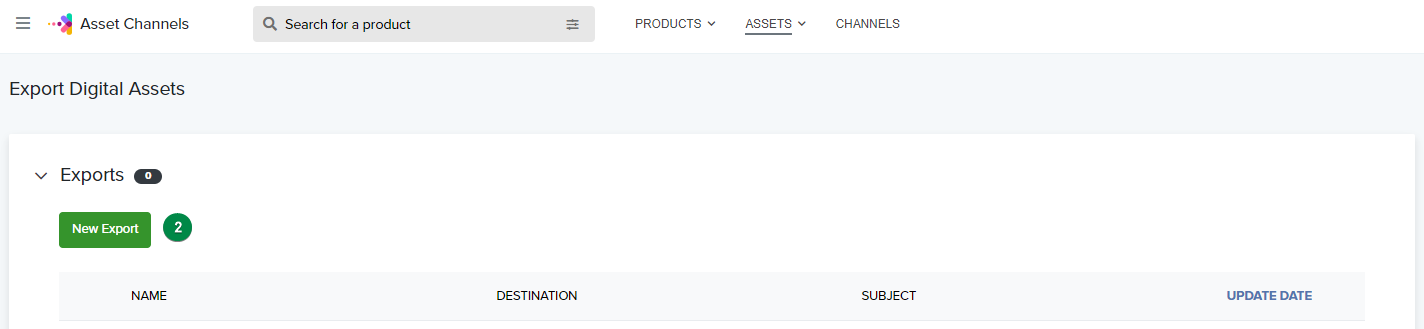 Asset Channels
Search for a product
PRODUCTS
ASSETS
CHANNELS
Export Digital Assets
Exports 0
New Export 2
NAME DESTINATION SUBJECT UPDATE DATE